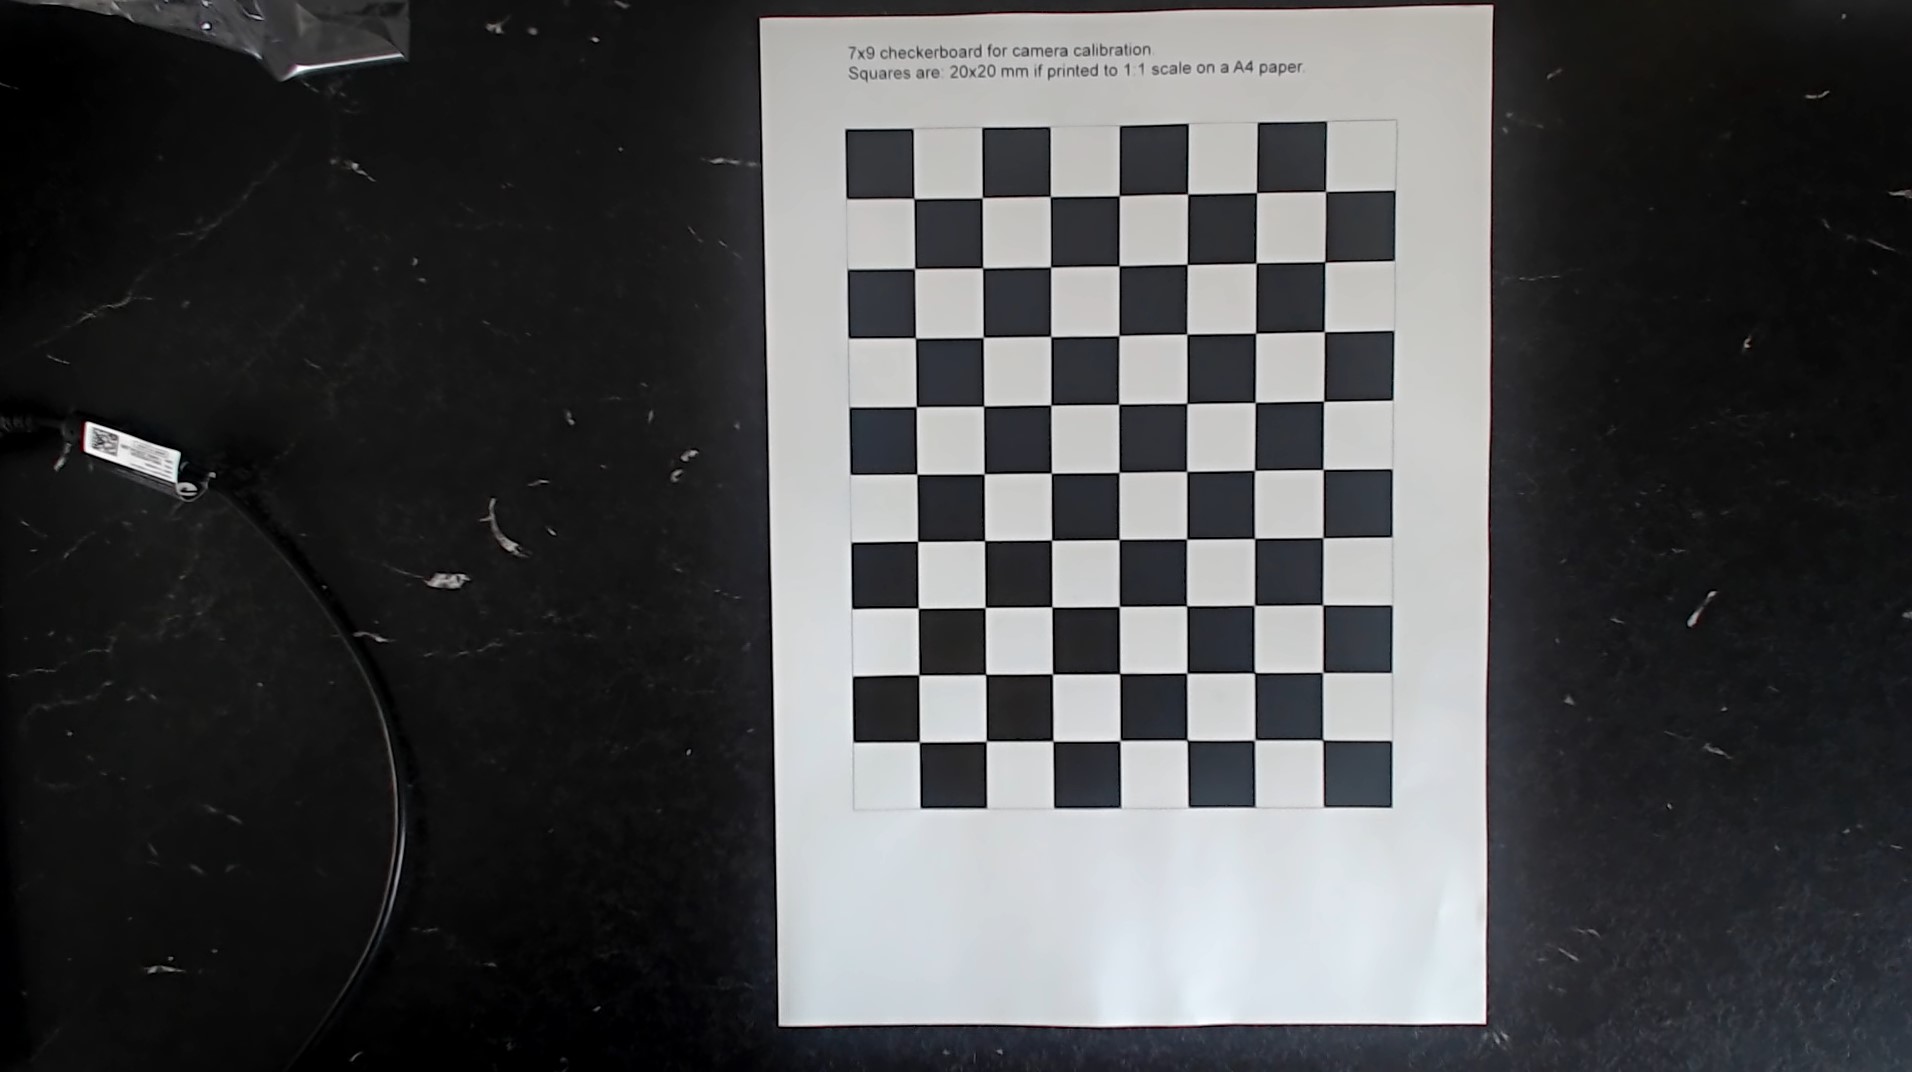 7x9 checkerboard for camera calibration.
Squares are: 20x20 mm if printed to 1:1 scale on a A4 paper.